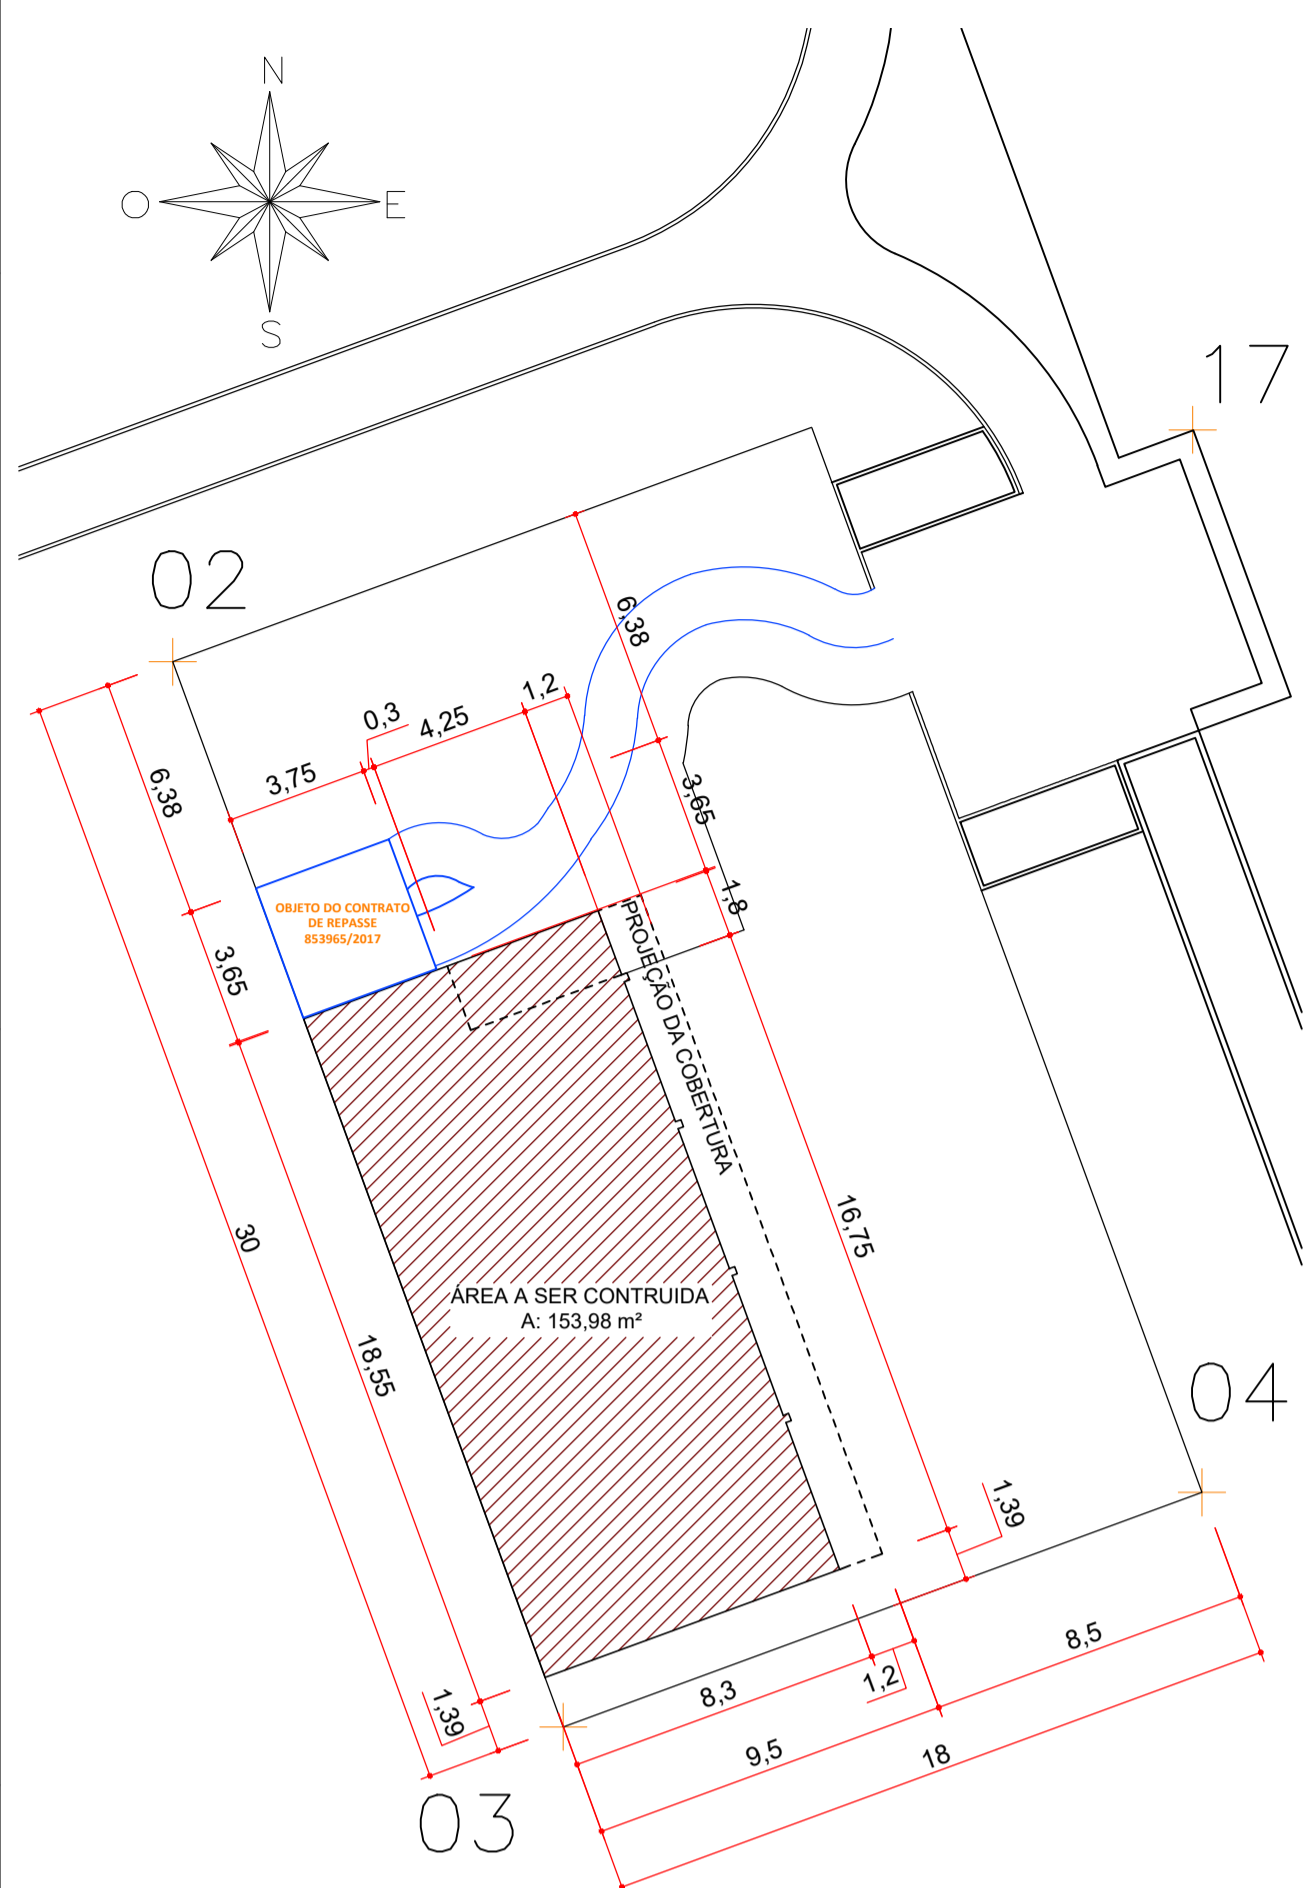 N
O
E
S
17
02
6,38
1,2
0,3
4,25
3,75
6,38
3,65
1,8
OBJETO DO CONTRATO
DE REPASSE
853965/2017
PROJEÇÃO DA COBERTURA
3,65
16,75
30
ÁREA A SER CONTRUIDA
A: 153,98 m²
18,55
04
1,39
8,5
1,2
8,3
1,39
9,5
18
03